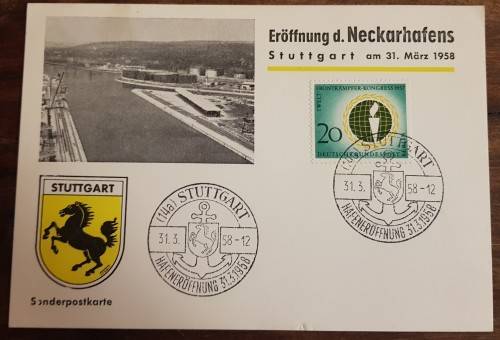 Eröffnung d. Neckarhafens
Stuttgart am 31. März 1958
FRONTKÄMPFER-KONGRESS 1957
20
DEUTSCHE BUNDESPOST
(14a) STUTTGART
31.3. 58-12
HAFENERÖFFNUNG 31.3.1958
STUTTGART
(14a) STUTTGART
31.3. 58-12
HAFENERÖFFNUNG 31.3.1958
Sonderpostkarte